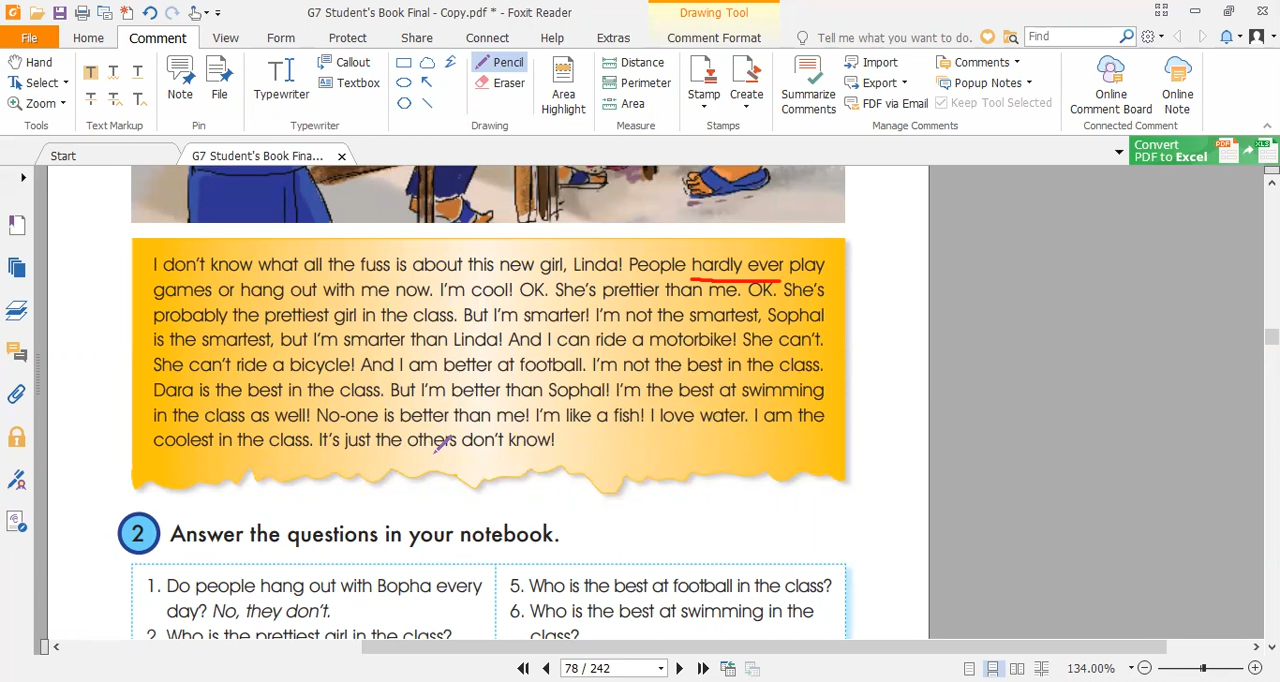 G7 Student's Book Final - Copy.pdf * - Foxit Reader
Drawing Tool
File Home Comment View Form Protect Share Connect Help Extras Comment Format Tell me what you want to do. Find
Hand
Select
Zoom
Tools
Text Markup
Note
File
Pin
Typewriter
Callout
Textbox
Typewriter
Pencil
Eraser
Drawing
Area
Highlight
Distance
Perimeter
Area
Measure
Stamp
Create
Stamps
Summarize
Comments
Import
Export
FDF via Email
Comments
Popup Notes
Keep Tool Selected
Manage Comments
Online
Comment Board
Online
Note
Connected Comment
Start
G7 Student's Book Fina...
Convert
PDF to Excel
PDF
XLS
I don't know what all the fuss is about this new girl, Linda! People hardly ever play
games or hang out with me now. I'm cool! OK. She's prettier than me. OK. She's
probably the prettiest girl in the class. But I'm smarter! I'm not the smartest, Sophal
is the smartest, but I'm smarter than Linda! And I can ride a motorbike! She can't.
She can't ride a bicycle! And I am better at football. I'm not the best in the class.
Dara is the best in the class. But I'm better than Sophal! I'm the best at swimming
in the class as well! No-one is better than me! I'm like a fish! I love water. I am the
coolest in the class. It's just the others don't know!
2 Answer the questions in your notebook.
1. Do people hang out with Bopha every
day? No, they don't.
2. Who is the prettiest girl in the class?
5. Who is the best at football in the class?
6. Who is the best at swimming in the
class?
78 / 242
134.00%